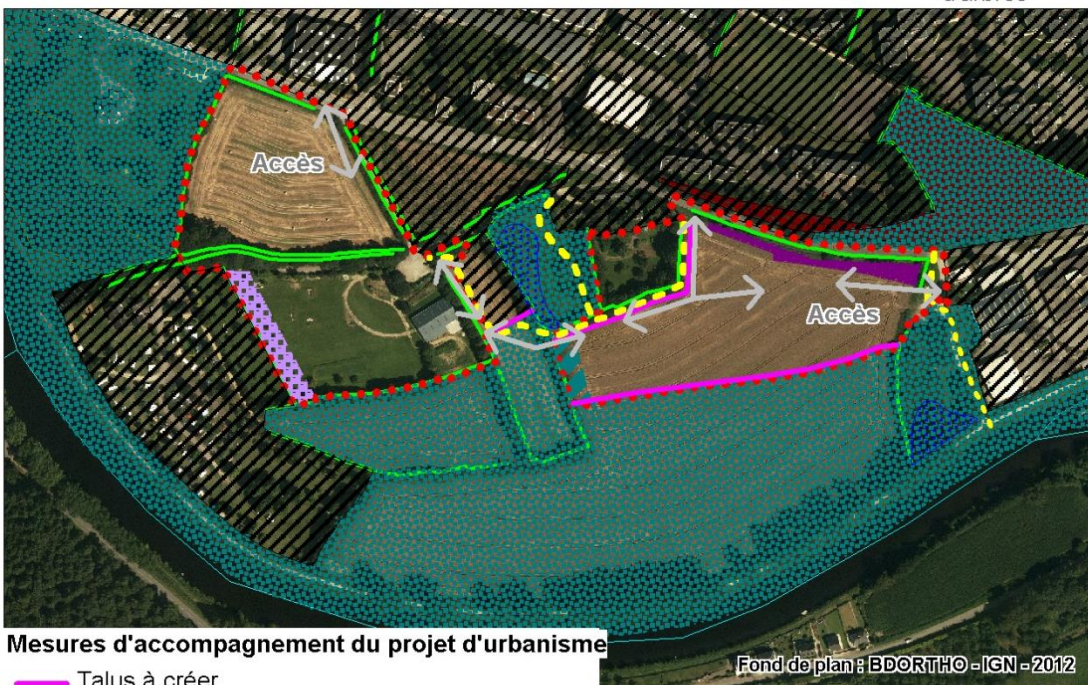 Accès
Accès
Mesures d'accompagnement du projet d'urbanisme
Fond de plan : BDORTHO - IGN - 2012
Talus à créer